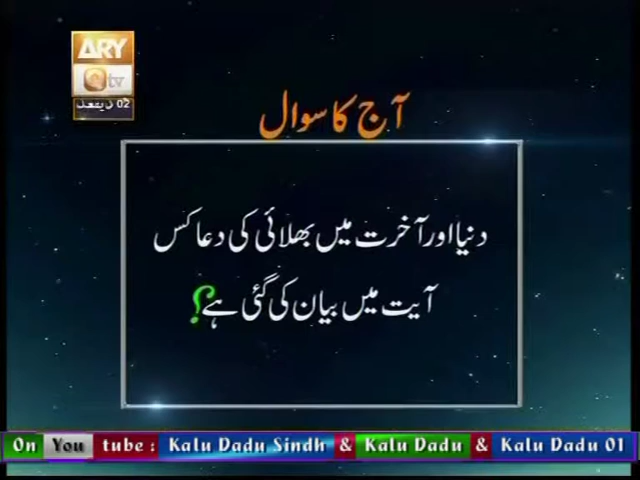 ARY
Qtv
02 ذیقعد
آج کا سوال
دنیا اور آخرت میں بھلائی کی دعا کس
آیت میں بیان کی گئی ہے؟
On You tube : Kalu Dadu Sindh & Kalu Dadu & Kalu Dadu 01